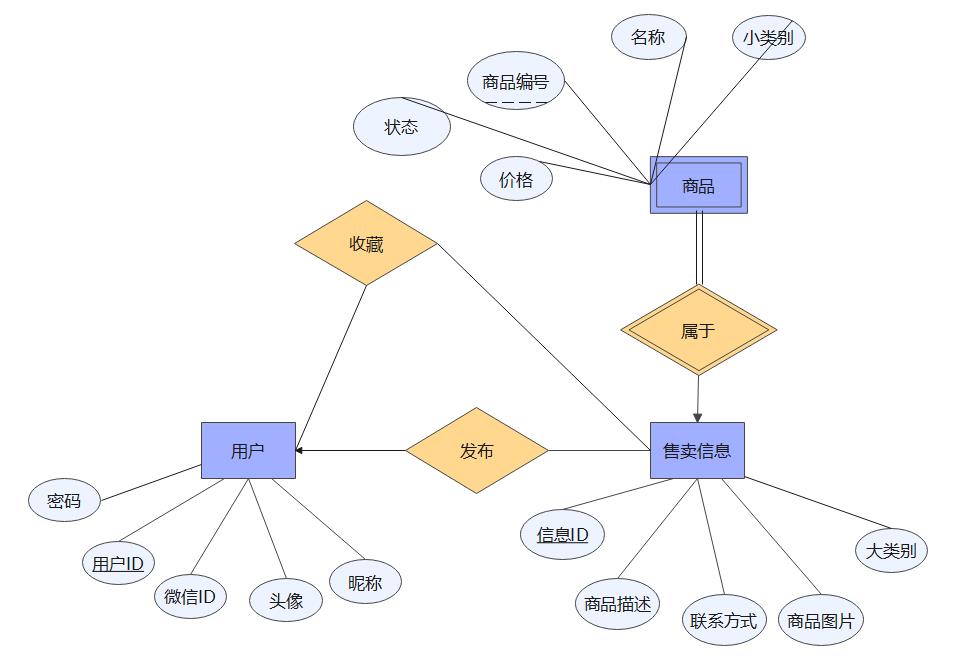 名称
小类别
商品编号
状态
价格
商品
收藏
属于
用户
发布
售卖信息
密码
用户ID
微信ID
头像
昵称
信息ID
商品描述
联系方式
商品图片
大类别